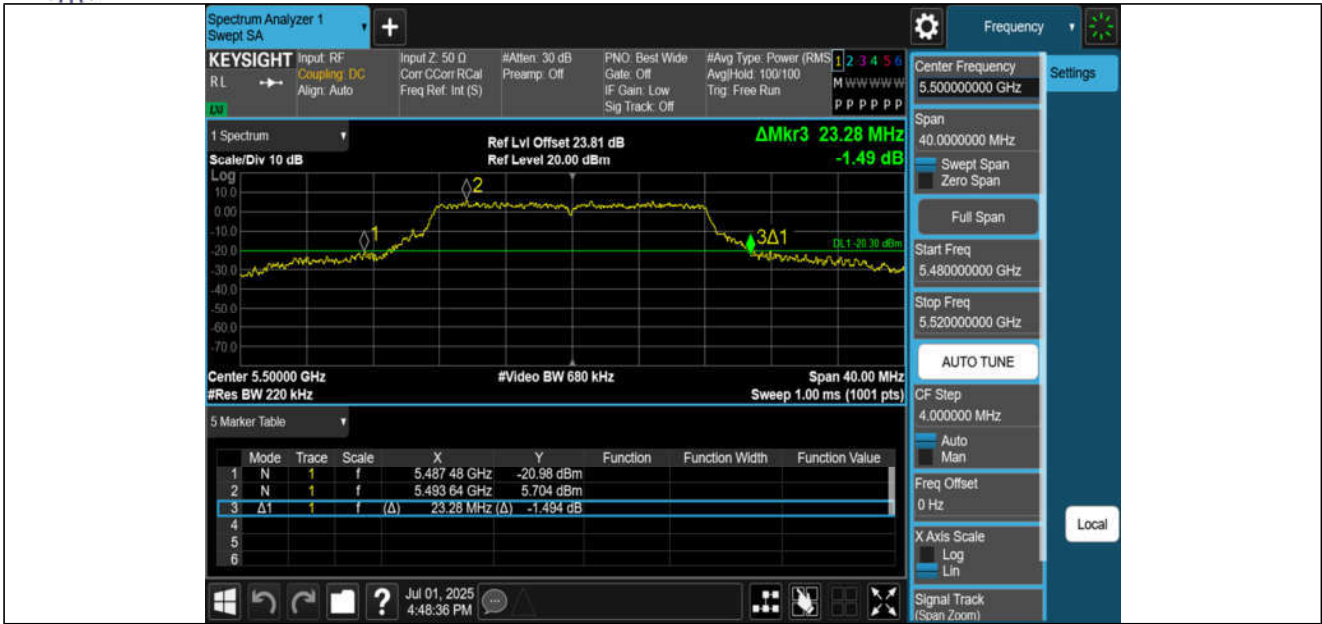 Spectrum Analyzer 1
Swept SA
+
Frequency
KEYSIGHT
RL
LXI
Input: RF
Coupling: DC
Align: Auto
Input Z: 50 Ω
Corr CCorr RCal
Freq Ref: Int (S)
#Atten: 30 dB
Preamp: Off
PNO: Best Wide
Gate: Off
IF Gain: Low
Sig Track: Off
#Avg Type: Power (RMS
Avg|Hold: 100/100
Trig: Free Run
1 2 3 4 5 6
M W W W W W
P P P P P P
1 Spectrum
Scale/Div 10 dB
Ref Lvl Offset 23.81 dB
Ref Level 20.00 dBm
ΔMkr3 23.28 MHz
-1.49 dB
Log
10.0
0.00
-10.0
-20.0
-30.0
-40.0
-50.0
-60.0
-70.0
1
2
3Δ1
DL1 -20.30 dBm
Center 5.50000 GHz
#Res BW 220 kHz
#Video BW 680 kHz
Span 40.00 MHz
Sweep 1.00 ms (1001 pts)
5 Marker Table
Mode Trace Scale X Y Function Function Width Function Value
1 N 1 f 5.487 48 GHz -20.98 dBm
2 N 1 f 5.493 64 GHz 5.704 dBm
3 Δ1 1 f (Δ) 23.28 MHz (Δ) -1.494 dB
4
5
6
?
Jul 01, 2025
4:48:36 PM
Center Frequency
5.500000000 GHz
Span
40.0000000 MHz
Swept Span
Zero Span
Full Span
Start Freq
5.480000000 GHz
Stop Freq
5.520000000 GHz
AUTO TUNE
CF Step
4.000000 MHz
Auto
Man
Freq Offset
0 Hz
X Axis Scale
Log
Lin
Signal Track
(Span Zoom)
Settings
Local